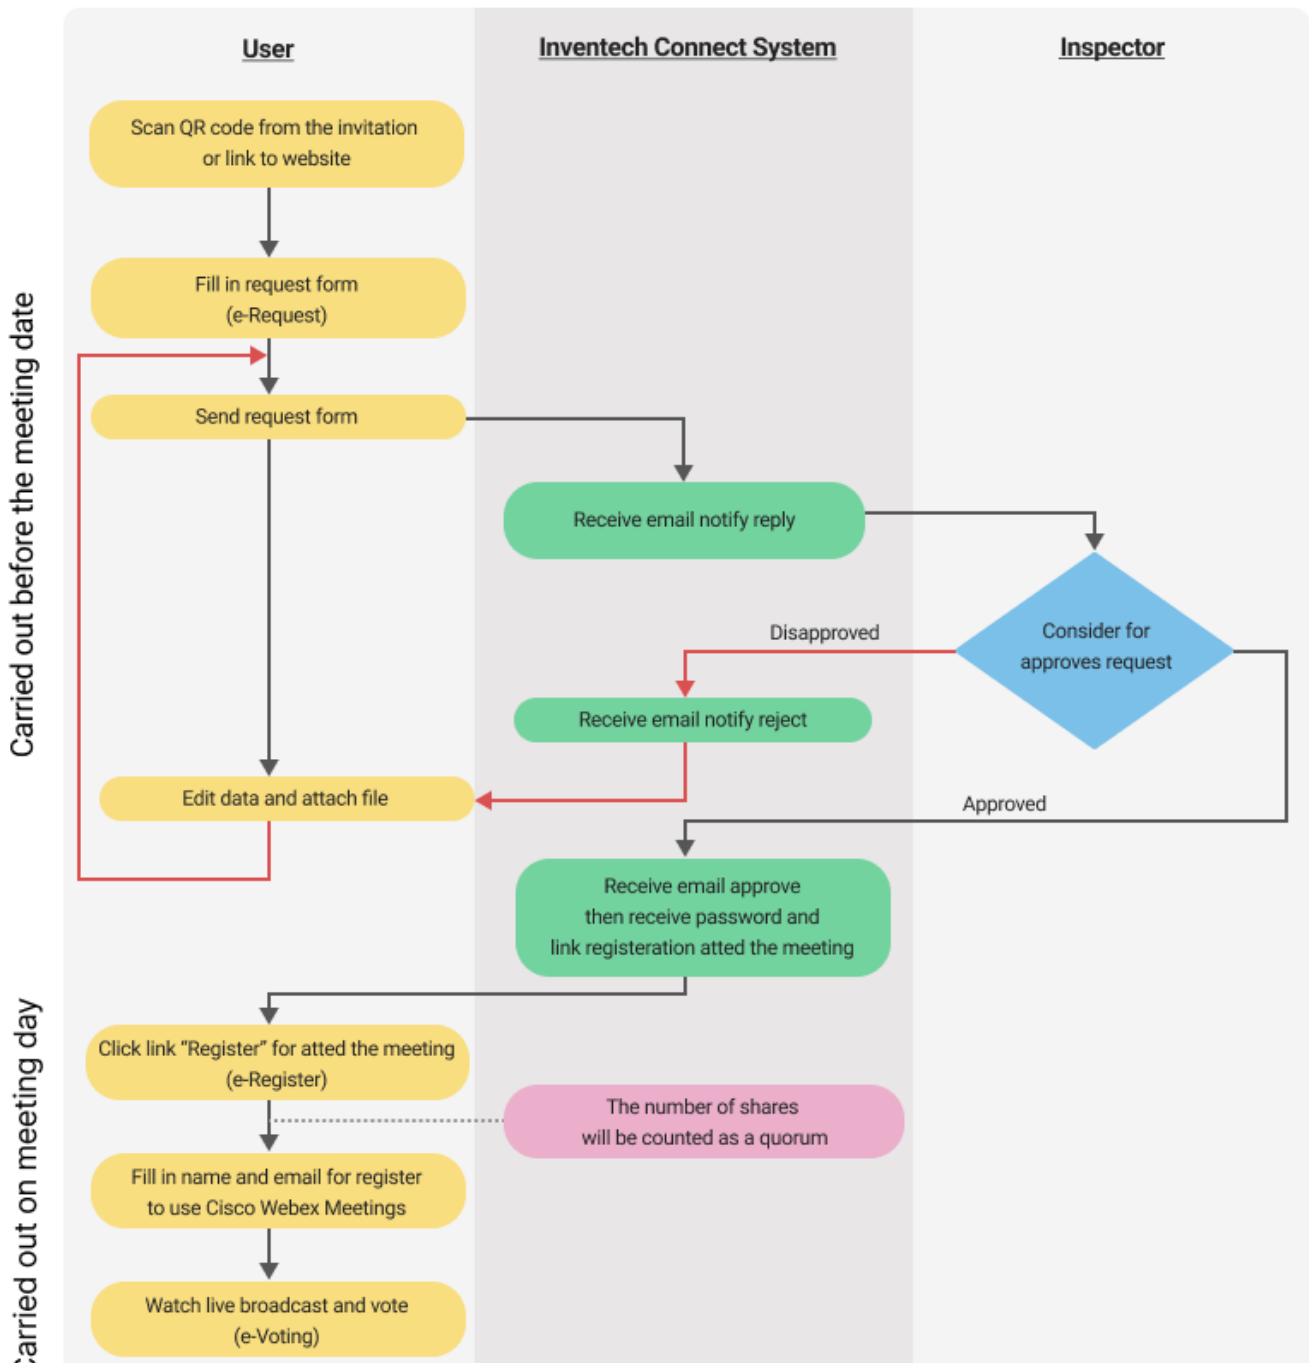 User
Inventech Connect System
Inspector
Scan QR code from the invitation
or link to website
Fill in request form
(e-Request)
Send request form
Receive email notify reply
Consider for
approves request
Disapproved
Receive email notify reject
Edit data and attach file
Approved
Receive email approve
then receive password and
link registeration atted the meeting
Click link “Register” for atted the meeting
(e-Register)
The number of shares
will be counted as a quorum
Fill in name and email for register
to use Cisco Webex Meetings
Watch live broadcast and vote
(e-Voting)
Carried out before the meeting date
Carried out on meeting day